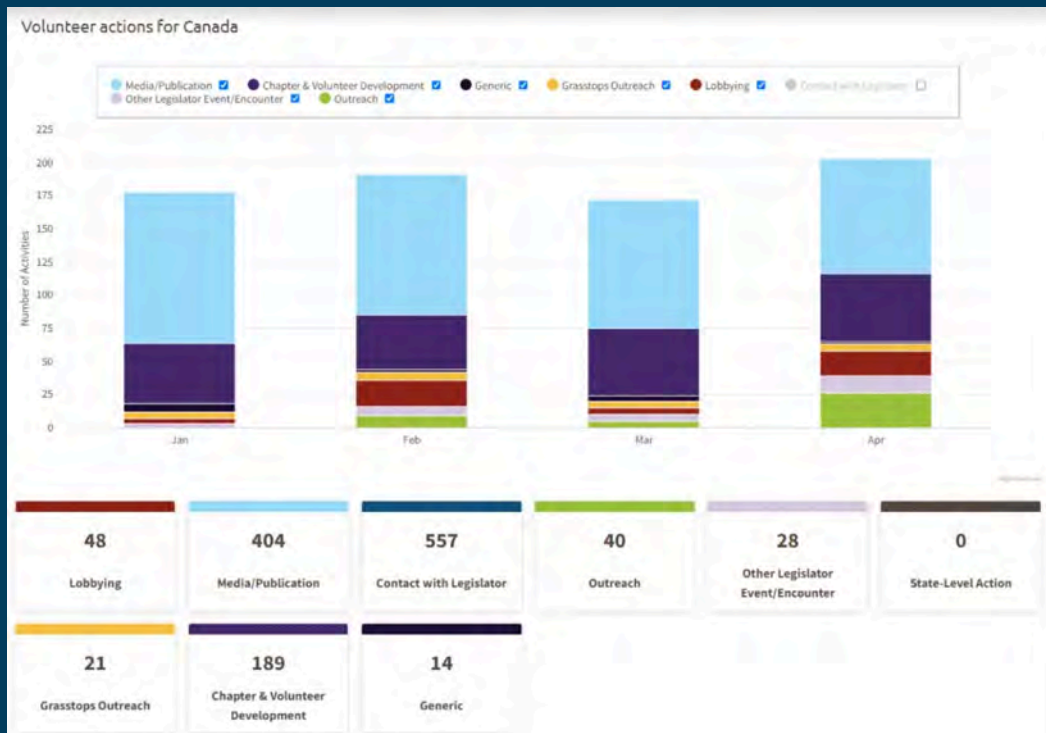 Volunteer actions for Canada
Media/Publication Chapter & Volunteer Development Generic Grasstops Outreach Lobbying Contact with Legislator
Other Legislator Event/Encounter Outreach
Number of Activities
225
200
175
150
125
100
75
50
25
0
Jan Feb Mar Apr
48 404 557 40 28 0
Lobbying Media/Publication Contact with Legislator Outreach Other Legislator State-Level Action
Event/Encounter
21 189 14
Grasstops Outreach Chapter & Volunteer Generic
Development